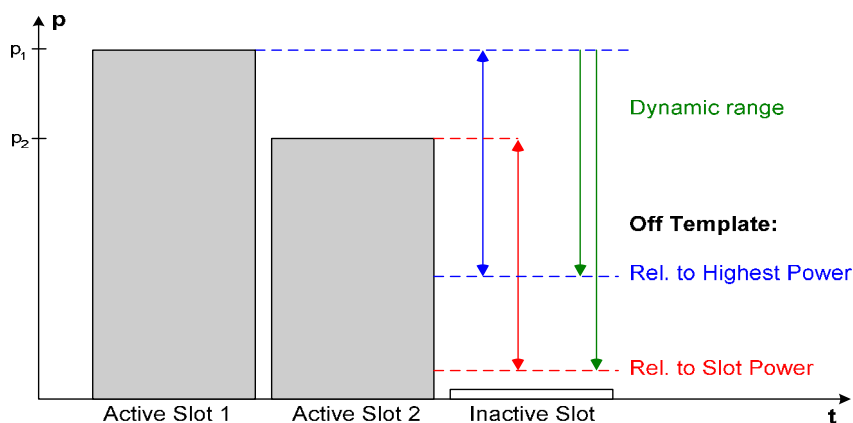 p
p1
Dynamic range
p2
Off Template:
Rel. to Highest Power
Rel. to Slot Power
Active Slot 1
Active Slot 2
Inactive Slot
t